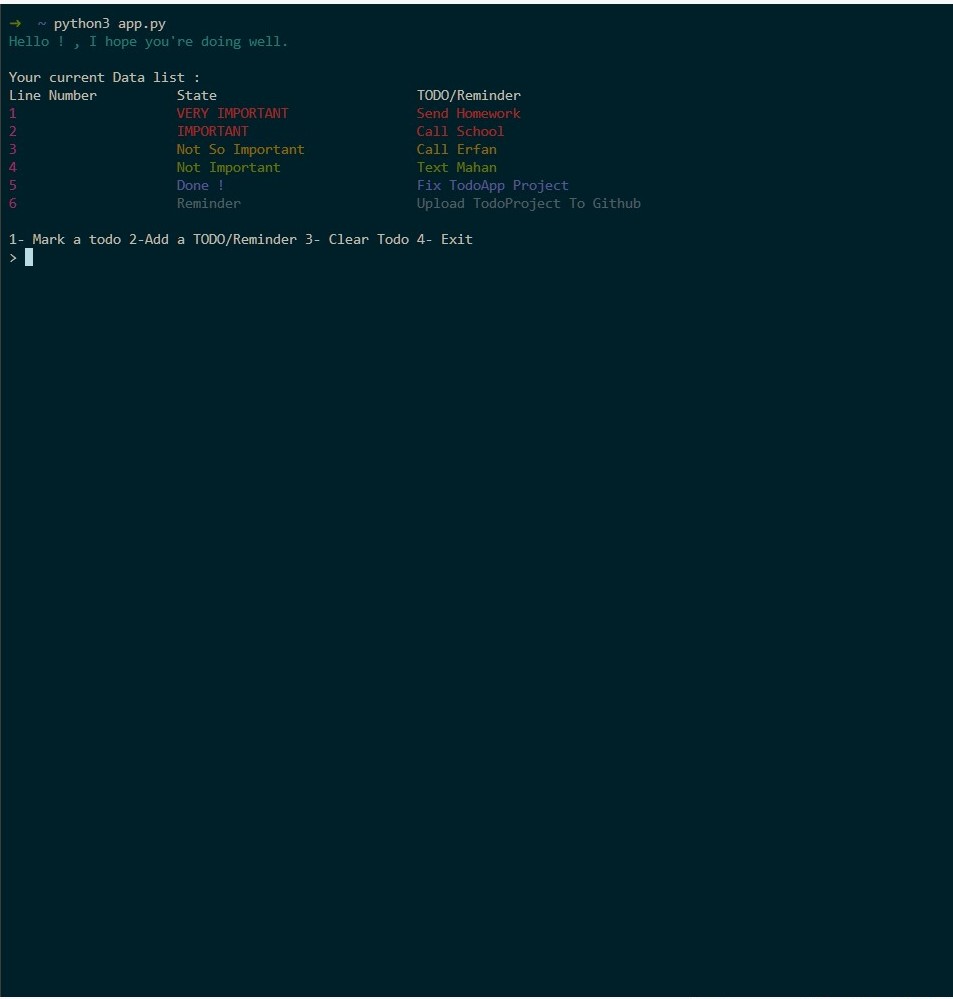 → ~ python3 app.py
Hello ! , I hope you're doing well.
Your current Data list :
Line Number State TODO/Reminder
1 VERY IMPORTANT Send Homework
2 IMPORTANT Call School
3 Not So Important Call Erfan
4 Not Important Text Mahan
5 Done ! Fix TodoApp Project
6 Reminder Upload TodoProject To Github
1- Mark a todo 2-Add a TODO/Reminder 3- Clear Todo 4- Exit
>